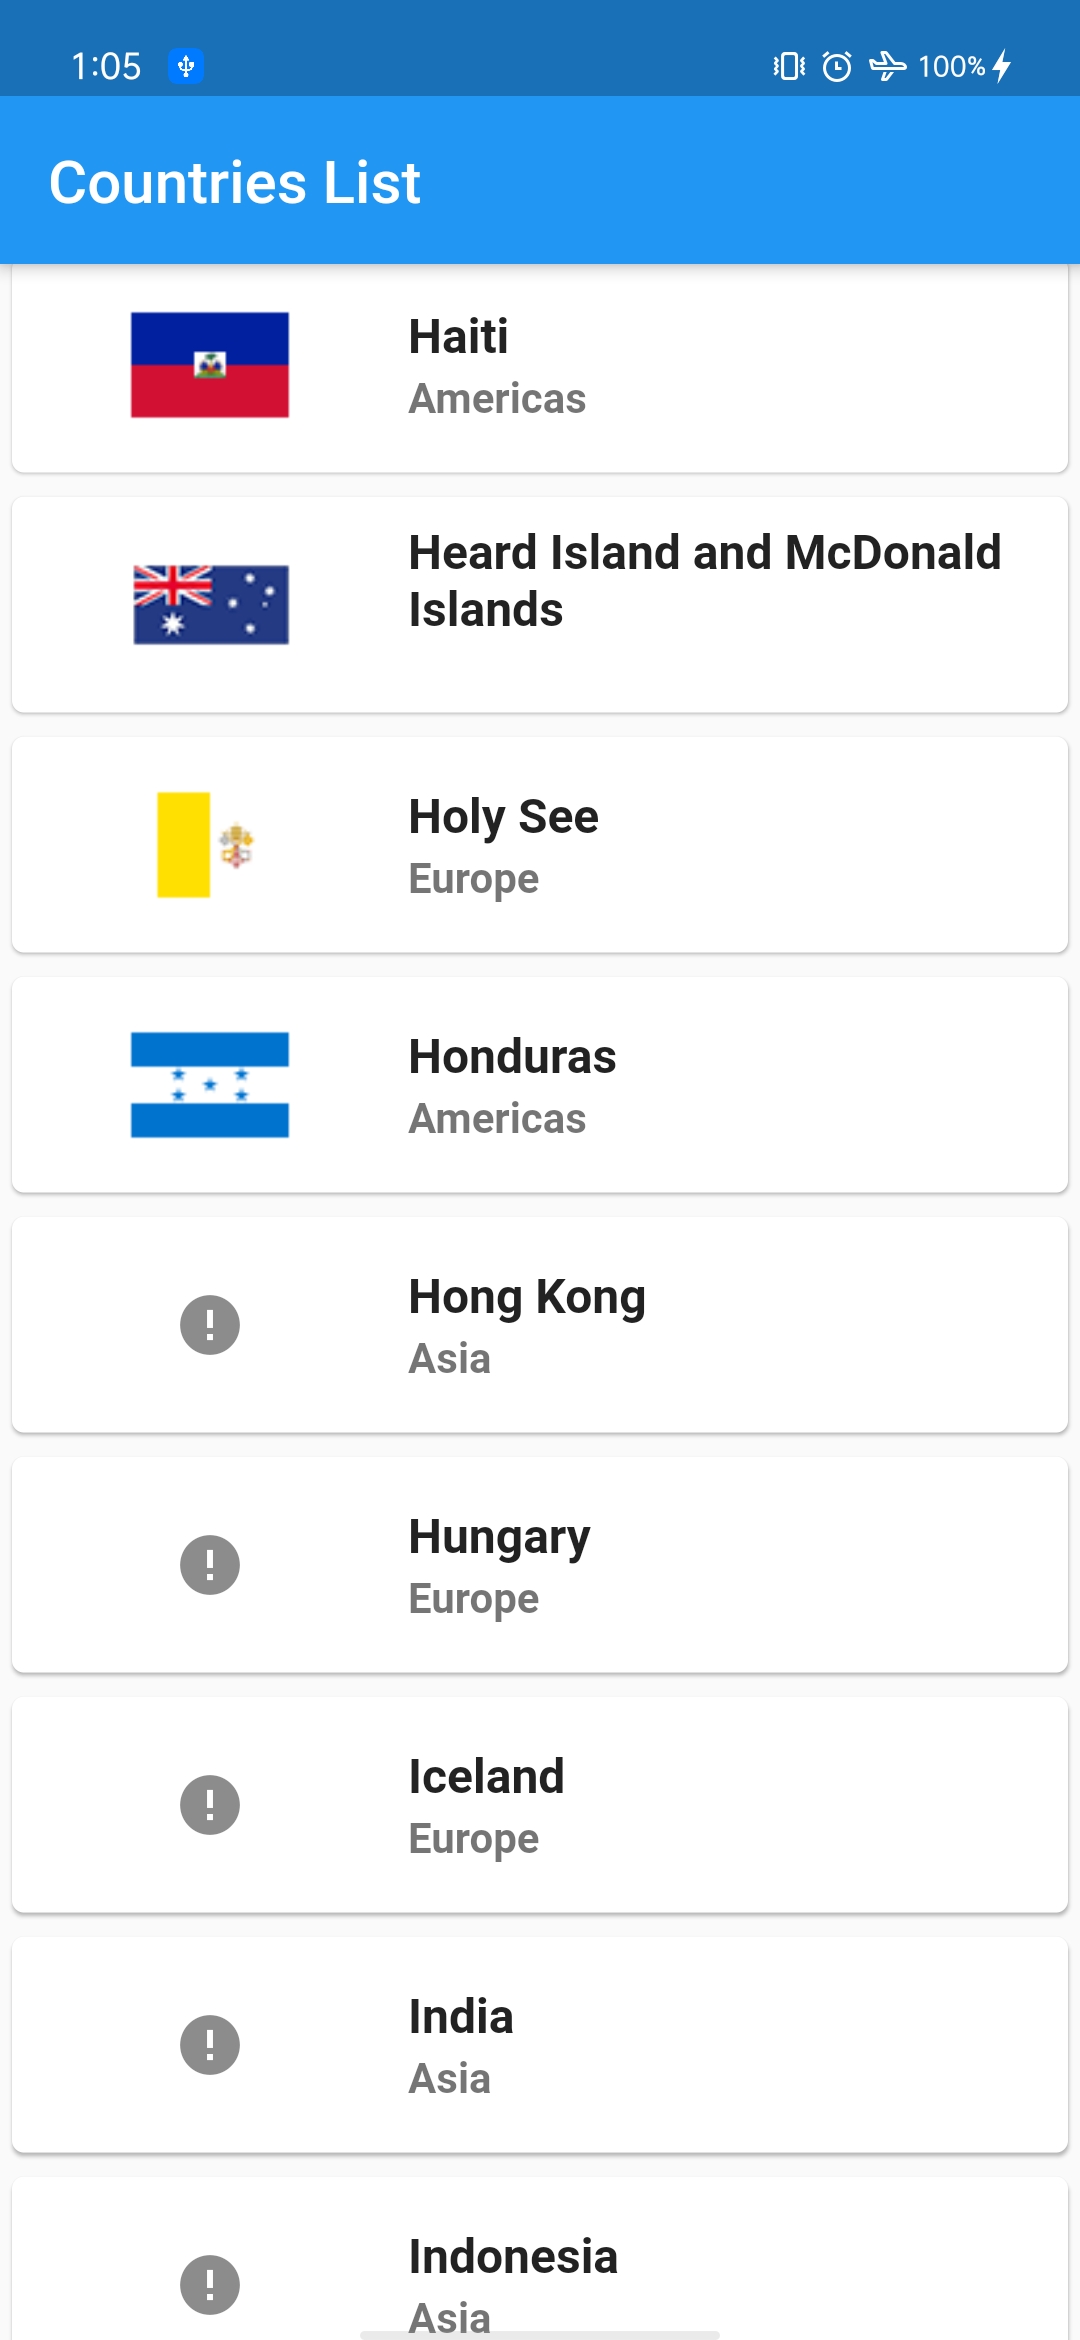 1:05
100%
Countries List
Haiti
Americas
Heard Island and McDonald
Islands
Holy See
Europe
Honduras
Americas
Hong Kong
Asia
Hungary
Europe
Iceland
Europe
India
Asia
Indonesia
Asia